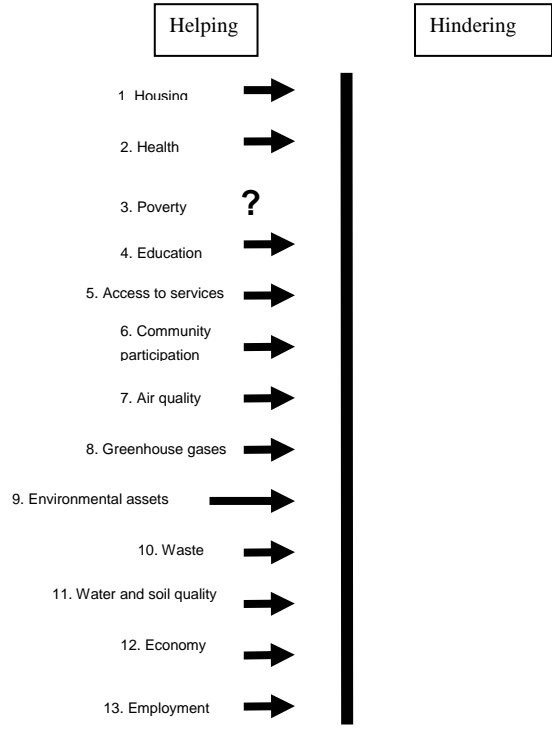 Helping
Hindering
1. Housing
2. Health
3. Poverty ?
4. Education
5. Access to services
6. Community
participation
7. Air quality
8. Greenhouse gases
9. Environmental assets
10. Waste
11. Water and soil quality
12. Economy
13. Employment